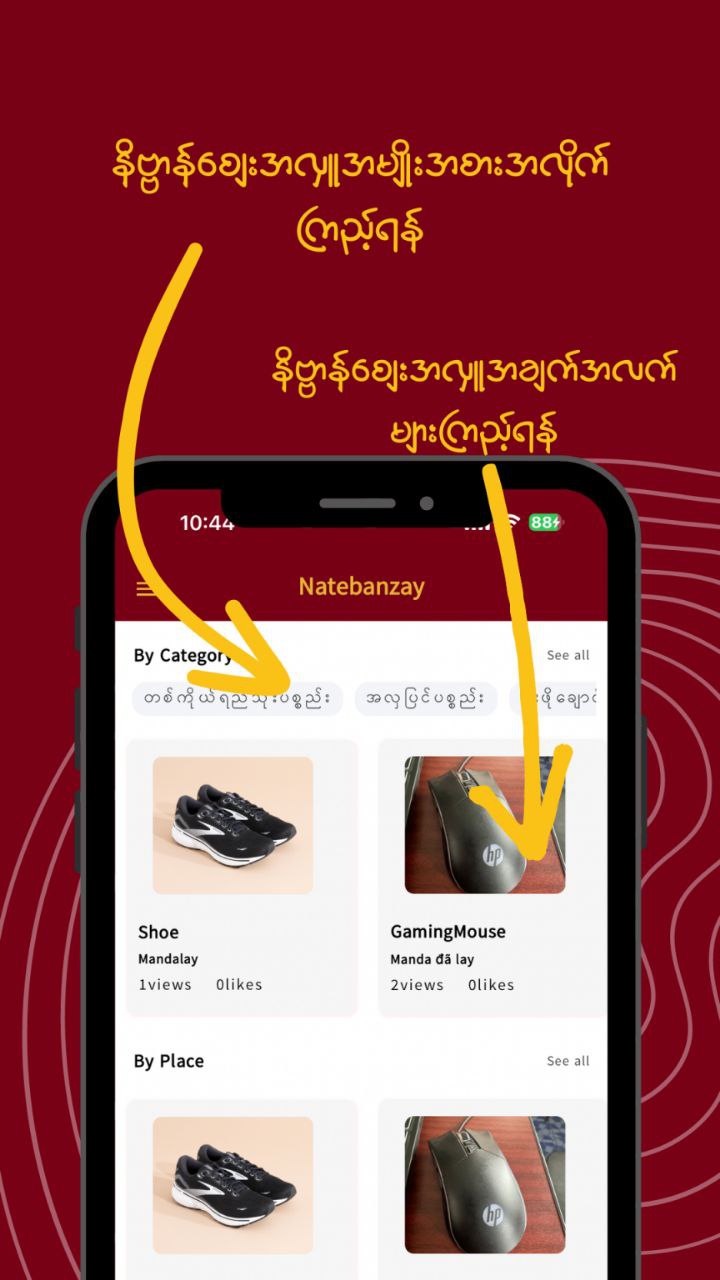 နိဗ္ဗာန်ဈေးအလှူအမျိုးအစားအလိုက်
ကြည့်ရန်
နိဗ္ဗာန်ဈေးအလှူအချက်အလက်
များကြည့်ရန်
10:44
88
Natebanzay
By Category
See all
တစ်ကိုယ်ရည်သုံးပစ္စည်း
အလှပြင်ပစ္စည်း
hp
Shoe
Mandalay
1views 0likes
GamingMouse
Manda đã lay
2views 0likes
By Place
See all
hp